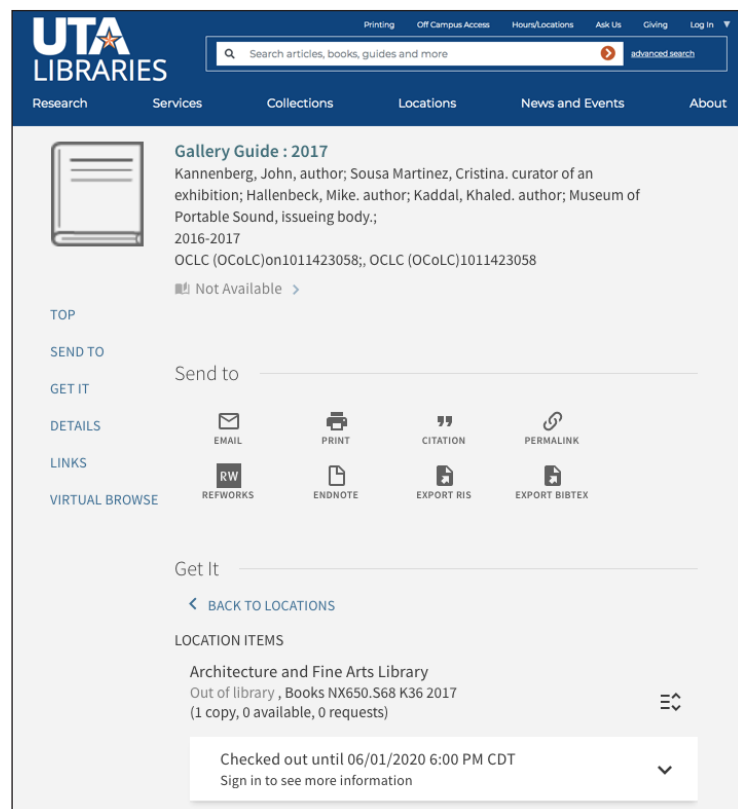 UTA
LIBRARIES
Printing Off Campus Access Hours/Locations Ask Us Giving Log In
Search articles, books, guides and more advanced search
Research Services Collections Locations News and Events About
Gallery Guide : 2017
Kannenberg, John, author; Sousa Martinez, Cristina. curator of an
exhibition; Hallenbeck, Mike. author; Kaddal, Khaled. author; Museum of
Portable Sound, issueing body.;
2016-2017
OCLC (OCoLC)on1011423058;, OCLC (OCoLC)1011423058
Not Available
TOP
SEND TO
GET IT
DETAILS
LINKS
VIRTUAL BROWSE
Send to
EMAIL PRINT CITATION PERMALINK
RW
REFWORKS ENDNOTE EXPORT RIS EXPORT BIBTEX
Get It
BACK TO LOCATIONS
LOCATION ITEMS
Architecture and Fine Arts Library
Out of library , Books NX650.S68 K36 2017
(1 copy, 0 available, 0 requests)
Checked out until 06/01/2020 6:00 PM CDT
Sign in to see more information